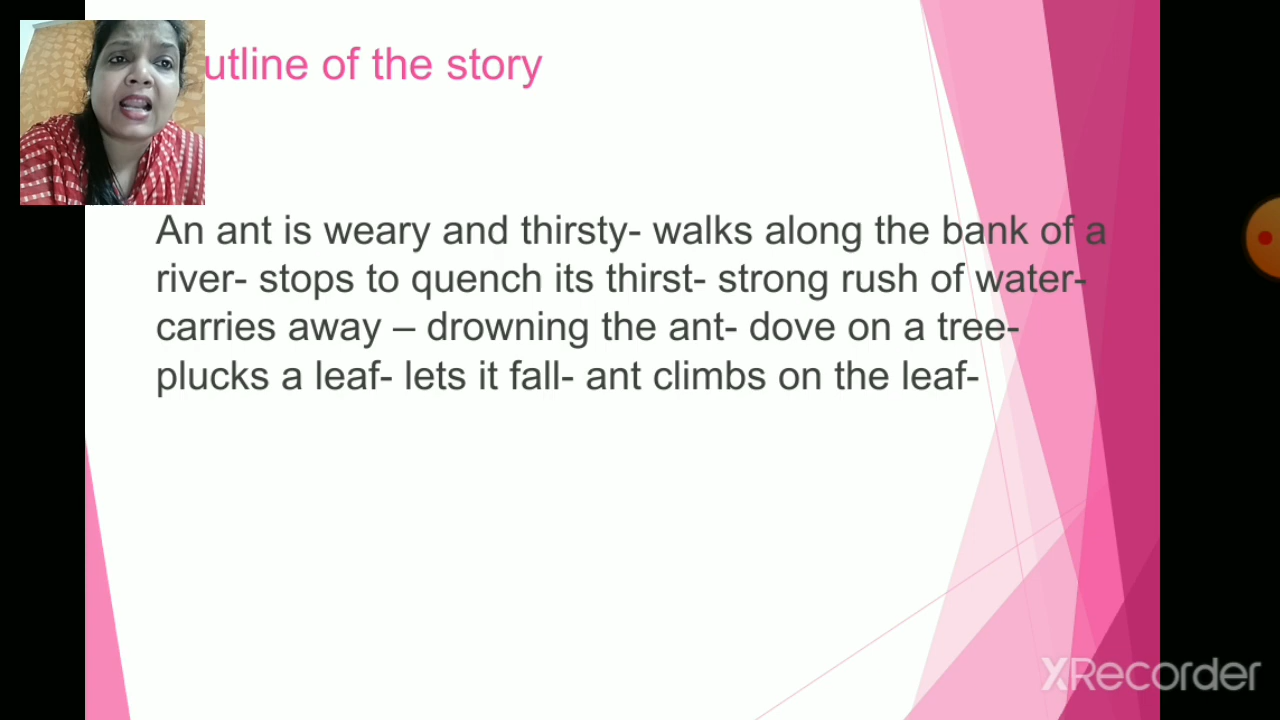 utline of the story
An ant is weary and thirsty- walks along the bank of a
river- stops to quench its thirst- strong rush of water-
carries away – drowning the ant- dove on a tree-
plucks a leaf- lets it fall- ant climbs on the leaf-
XRecorder